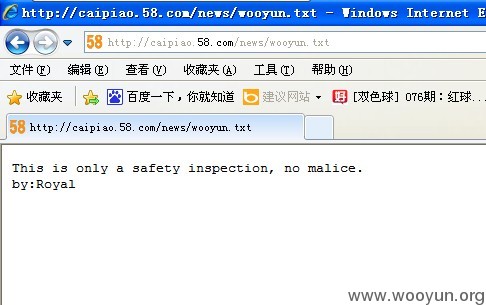 http://caipiao.58.com/news/wooyun.txt - Windows Internet E
58 http://caipiao.58.com/news/wooyun.txt
文件(F) 编辑(E) 查看(V) 收藏夹(A) 工具(T) 帮助(H)
收藏夹 百度一下，你就知道 建议网站 [双色球] 076期：红球...
58 http://caipiao.58.com/news/wooyun.txt
This is only a safety inspection, no malice.
by:Royal
www.wooyun.org